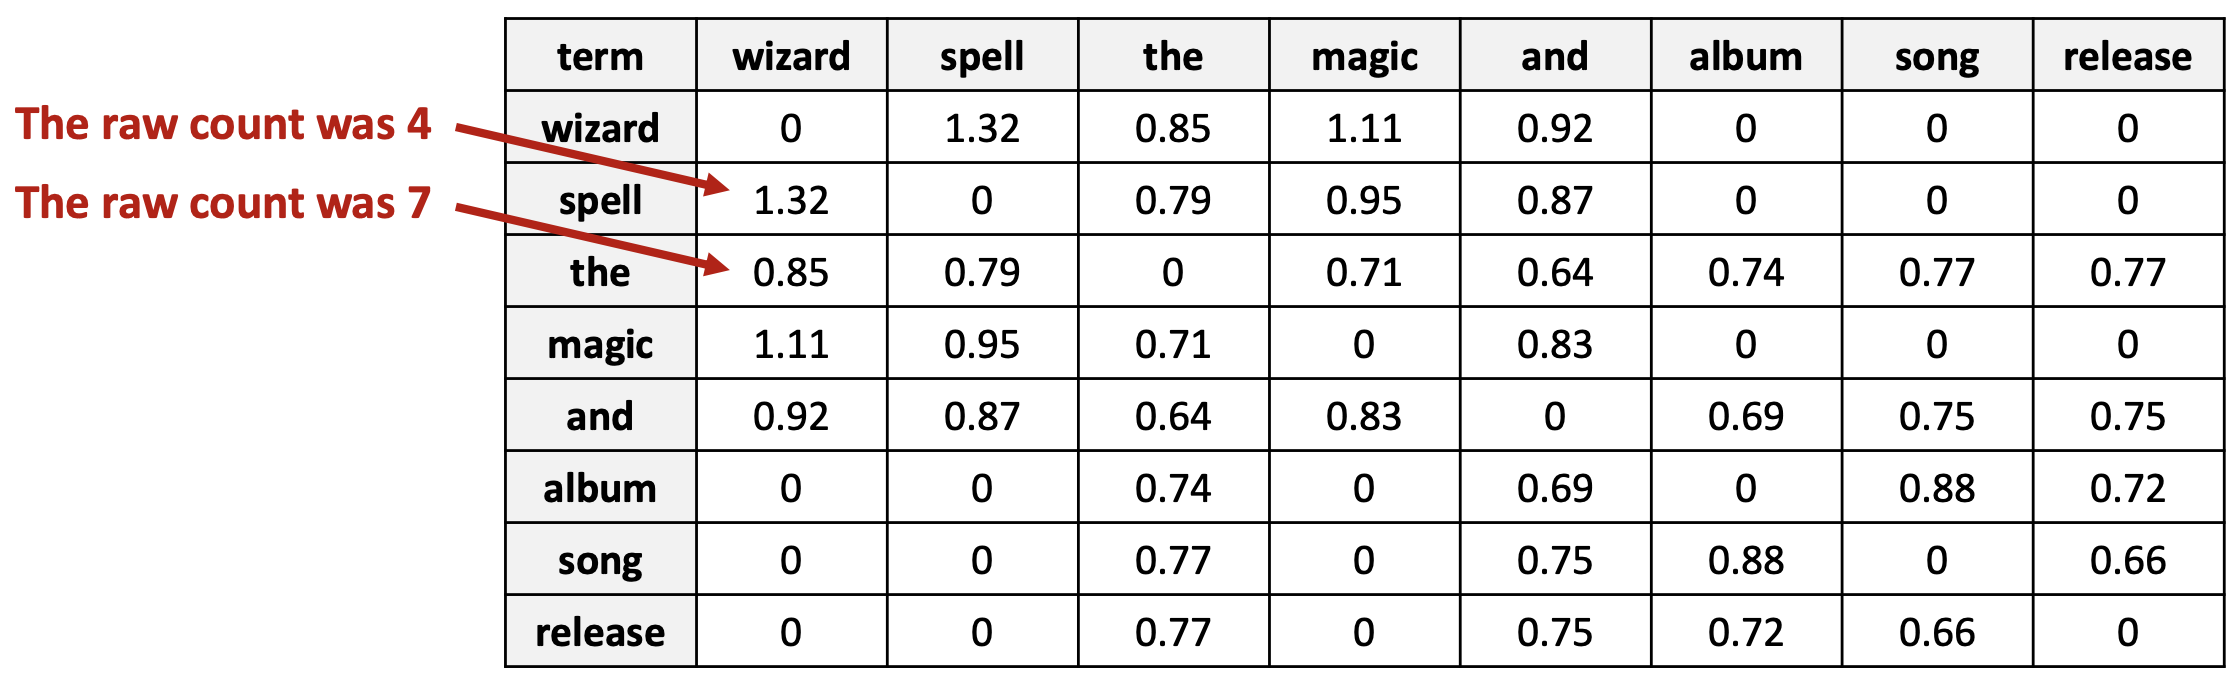 term wizard spell the magic and album song release
The raw count was 4 wizard 0 1.32 0.85 1.11 0.92 0 0 0
The raw count was 7 spell 1.32 0 0.79 0.95 0.87 0 0 0
the 0.85 0.79 0 0.71 0.64 0.74 0.77 0.77
magic 1.11 0.95 0.71 0 0.83 0 0 0
and 0.92 0.87 0.64 0.83 0 0.69 0.75 0.75
album 0 0 0.74 0 0.69 0 0.88 0.72
song 0 0 0.77 0 0.75 0.88 0 0.66
release 0 0 0.77 0 0.75 0.72 0.66 0